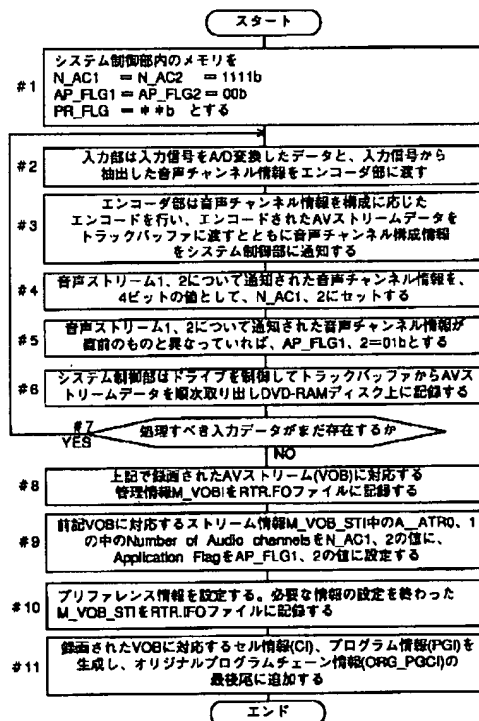 スタート
#1
システム制御部内のメモリを
N_AC1 = N_AC2 = 1111b
AP_FLG1 = AP_FLG2 = 00b
PR_FLG = **b とする
#2
入力部は入力信号をA/D変換したデータと、入力信号から
抽出した音声チャンネル情報をエンコーダ部に渡す
#3
エンコーダ部は音声チャンネル情報を構成に応じた
エンコードを行い、エンコードされたAVストリームデータを
トラックバッファに渡すとともに音声チャンネル構成情報
をシステム制御部に通知する
#4
音声ストリーム1、2について通知された音声チャンネル情報を、
4ビットの値として、N_AC1、2にセットする
#5
音声ストリーム1、2について通知された音声チャンネル情報が
直前のものと異なっていれば、AP_FLG1、2=01bとする
#6
システム制御部はドライブを制御してトラックバッファからAVス
トリームデータを順次取り出しDVD-RAMディスク上に記録する
#7
処理すべき入力データがまだ存在するか
YES
NO
#8
上記で録画されたAVストリーム(VOB)に対応する
管理情報M_VOBIをRTR.IFOファイルに記録する
#9
前記VOBに対応するストリーム情報M_VOB_STI中のA_ATR0、1
の中のNumber of Audio channelsをN_AC1、2の値に、
Application FlagをAP_FLG1、2の値に設定する
#10
プリファレンス情報を設定する。必要な情報の設定を終わった
M_VOB_STIをRTR.IFOファイルに記録する
#11
録画されたVOBに対応するセル情報(CI)、プログラム情報(PGI)を
生成し、オリジナルプログラムチェーン情報(ORG_PGCI)の
最後尾に追加する
エンド